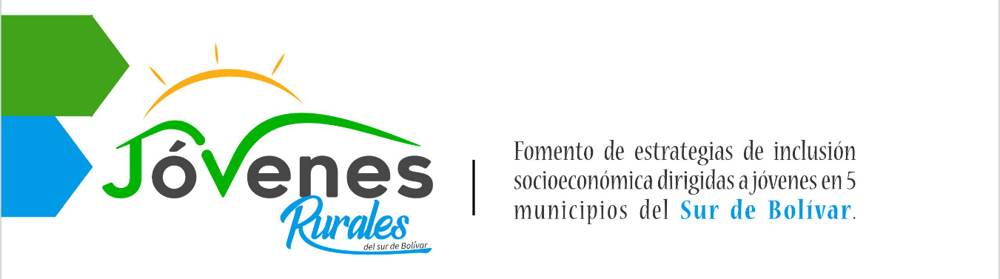 Jóvenes
Rurales
del sur de Bolívar
Fomento de estrategias de inclusión
socioeconómica dirigidas a jóvenes en 5
municipios del Sur de Bolívar.